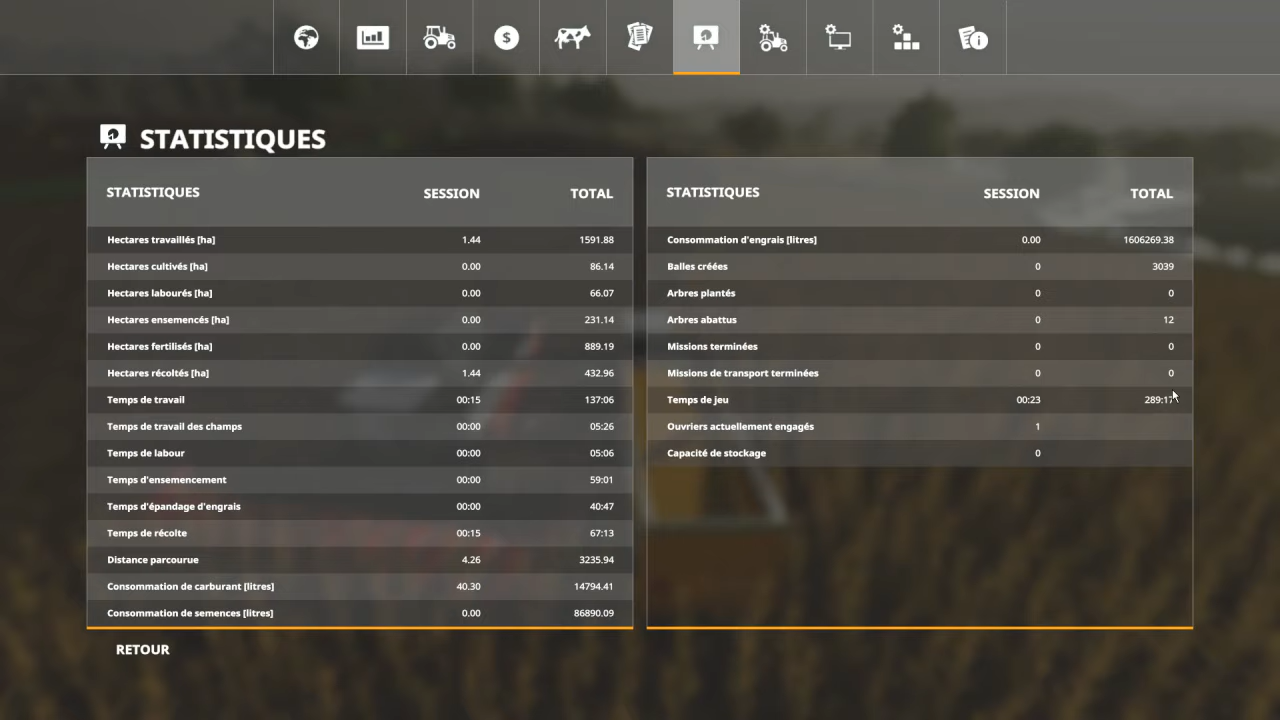 STATISTIQUES
STATISTIQUES SESSION TOTAL
Hectares travaillés [ha] 1.44 1591.88
Hectares cultivés [ha] 0.00 86.14
Hectares labourés [ha] 0.00 66.07
Hectares ensemencés [ha] 0.00 231.14
Hectares fertilisés [ha] 0.00 889.19
Hectares récoltés [ha] 1.44 432.96
Temps de travail 00:15 137:06
Temps de travail des champs 00:00 05:26
Temps de labour 00:00 05:06
Temps d'ensemencement 00:00 59:01
Temps d'épandage d'engrais 00:00 40:47
Temps de récolte 00:15 67:13
Distance parcourue 4.26 3235.94
Consommation de carburant [litres] 40.30 14794.41
Consommation de semences [litres] 0.00 86890.09
STATISTIQUES SESSION TOTAL
Consommation d'engrais [litres] 0.00 1606269.38
Balles créées 0 3039
Arbres plantés 0 0
Arbres abattus 0 12
Missions terminées 0 0
Missions de transport terminées 0 0
Temps de jeu 00:23 289:17
Ouvriers actuellement engagés 1
Capacité de stockage 0
RETOUR